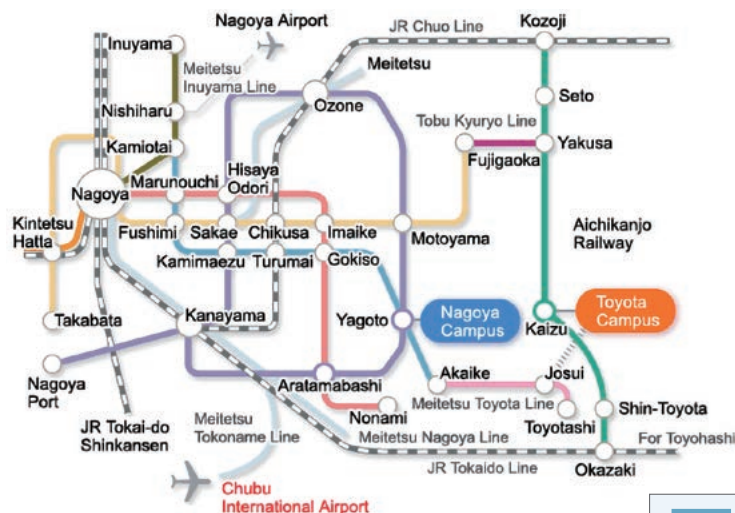 Nagoya Airport
JR Chuo Line
Kozoji
Inuyama
Meitetsu
Inuyama Line
Meitetsu
Ozone
Seto
Nishiharu
Tobu Kyuryo Line
Kamiotai
Fujigaoka
Yakusa
Hisaya
Odori
Marunouchi
Nagoya
Kintetsu
Hatta
Fushimi
Sakae
Chikusa
Imaike
Motoyama
Aichikanjo
Railway
Kamimaezu
Turumai
Gokiso
Takabata
Kanayama
Yagoto
Nagoya
Campus
Kaizu
Toyota
Campus
Nagoya
Port
Aratamabashi
Akaike
Josui
Meitetsu Toyota Line
Toyotashi
Shin-Toyota
JR Tokai-do
Shinkansen
Meitetsu
Tokoname Line
Nonami
Meitetsu Nagoya Line
For Toyohashi
JR Tokaido Line
Okazaki
Chubu
International Airport